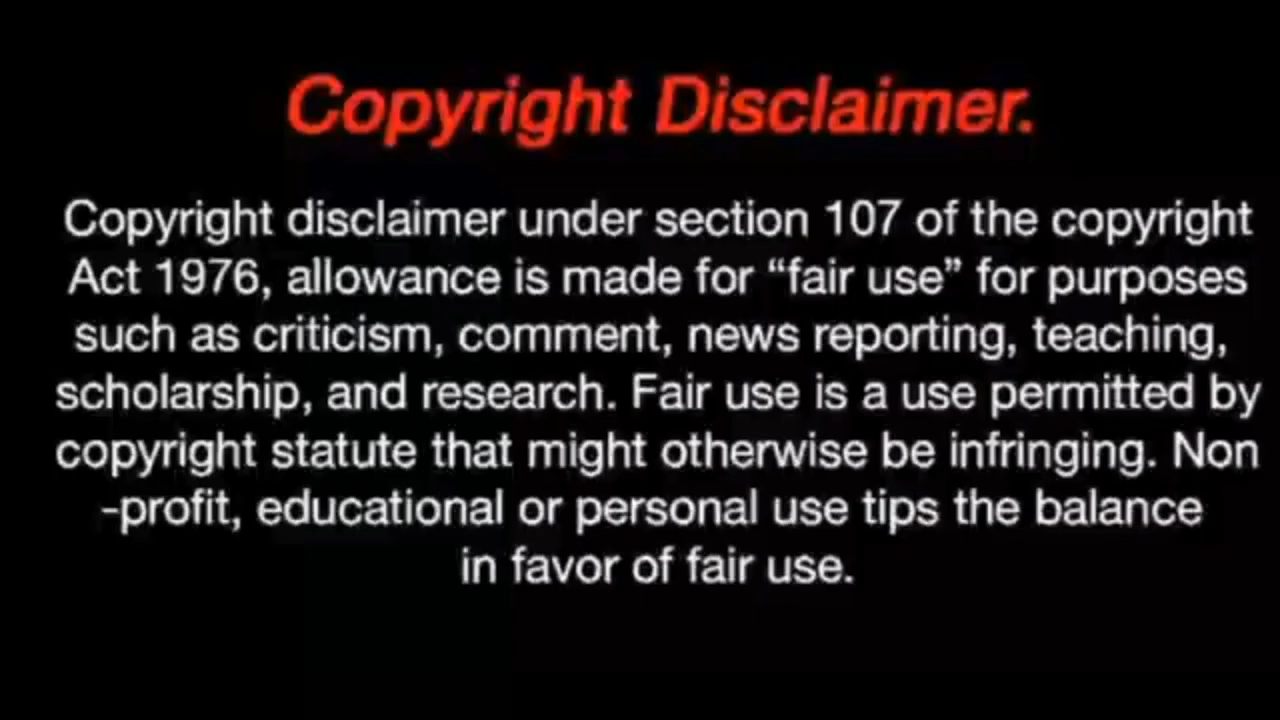 Copyright Disclaimer.
Copyright disclaimer under section 107 of the copyright
Act 1976, allowance is made for “fair use” for purposes
such as criticism, comment, news reporting, teaching,
scholarship, and research. Fair use is a use permitted by
copyright statute that might otherwise be infringing. Non
-profit, educational or personal use tips the balance
in favor of fair use.